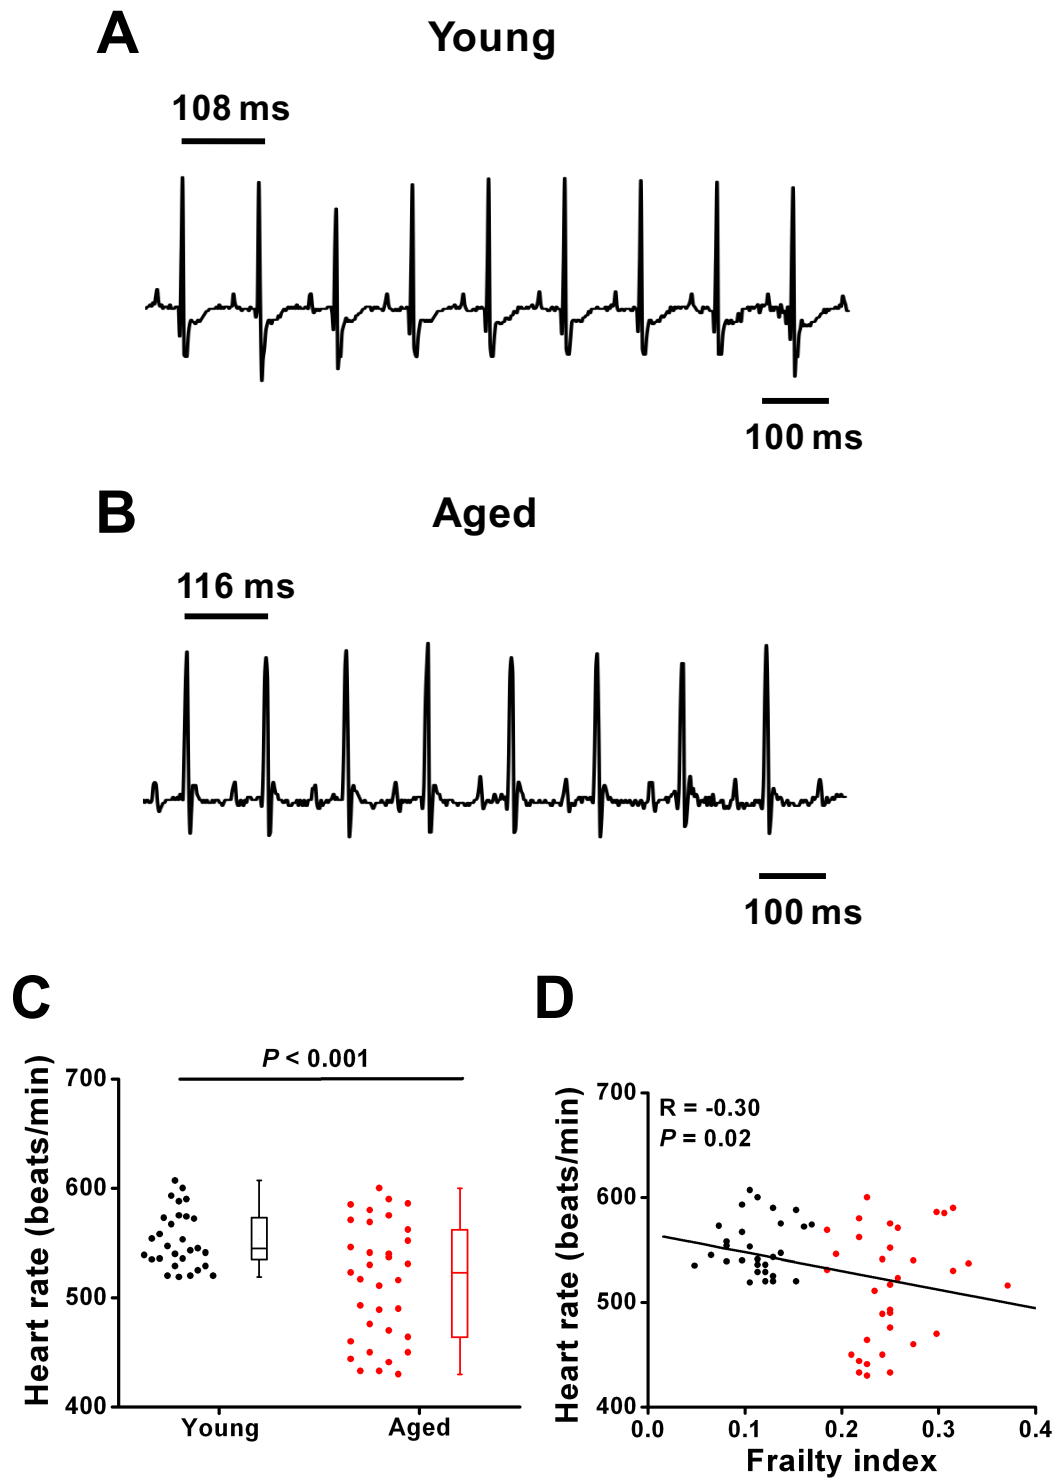 A
Young
108 ms
100 ms
B
Aged
116 ms
100 ms
C
P < 0.001
Heart rate (beats/min)
700
600
500
400
Young
Aged
D
R = -0.30
P = 0.02
Heart rate (beats/min)
700
600
500
400
0.0
0.1
0.2
0.3
0.4
Frailty index